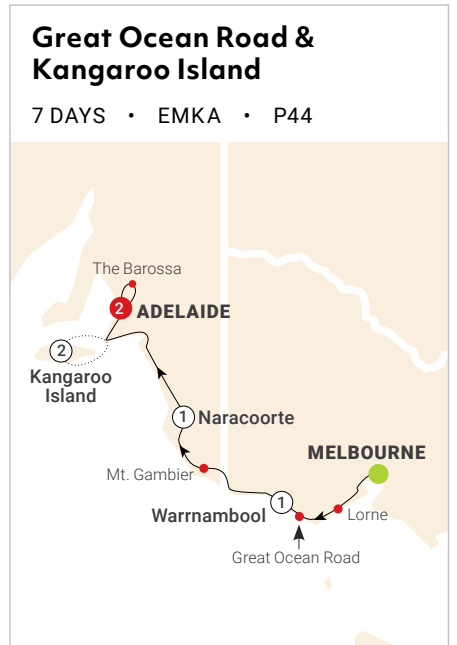 Great Ocean Road &
Kangaroo Island
7 DAYS • EMKA • P44
The Barossa
2 ADELAIDE
2
Kangaroo
Island
1 Naracoorte
MELBOURNE
Mt. Gambier
Warrnambool 1
Lorne
Great Ocean Road